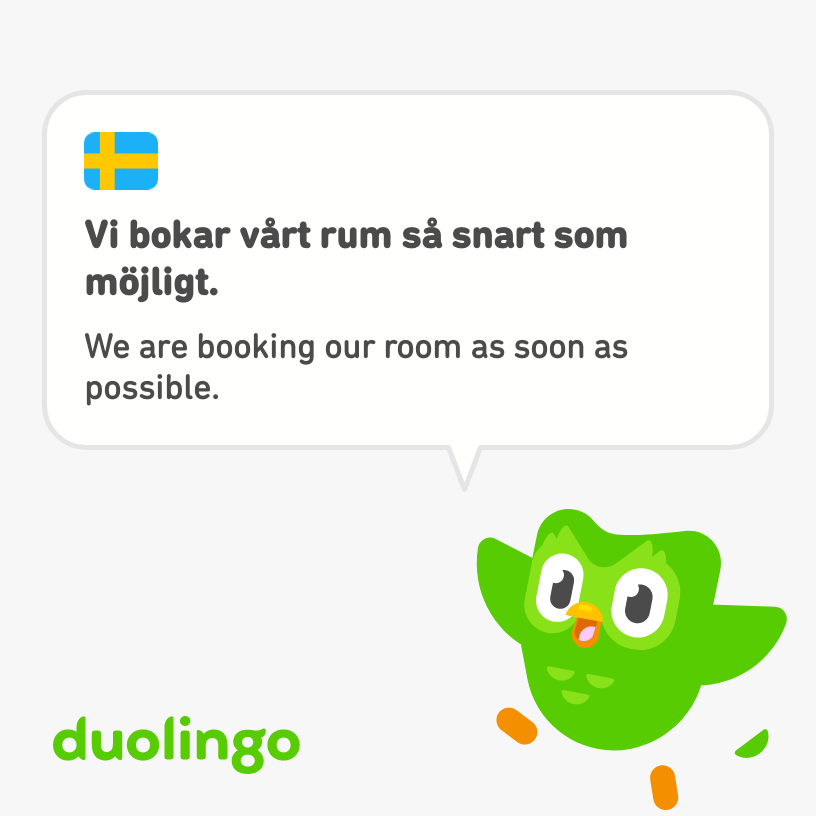 Vi bokar vårt rum så snart som
möjligt.
We are booking our room as soon as
possible.
duolingo